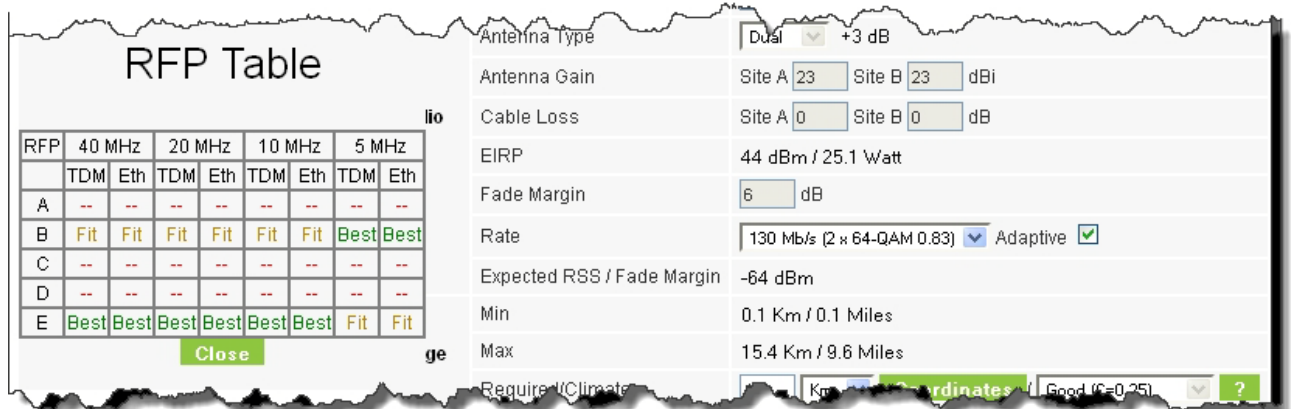 RFP Table
RFP 40 MHz 20 MHz 10 MHz 5 MHz
TDM Eth TDM Eth TDM Eth TDM Eth
A -- -- -- -- -- -- -- --
B Fit Fit Fit Fit Fit Fit Best Best
C -- -- -- -- -- -- -- --
D -- -- -- -- -- -- -- --
E Best Best Best Best Best Best Fit Fit
Close
lio
ge
Antenna Type Dual +3 dB
Antenna Gain Site A 23 Site B 23 dBi
Cable Loss Site A 0 Site B 0 dB
EIRP 44 dBm / 25.1 Watt
Fade Margin 6 dB
Rate 130 Mb/s (2 x 64-QAM 0.83) Adaptive
Expected RSS / Fade Margin -64 dBm
Min 0.1 Km / 0.1 Miles
Max 15.4 Km / 9.6 Miles
Required/Climate Km / Good (C=0.25) ?